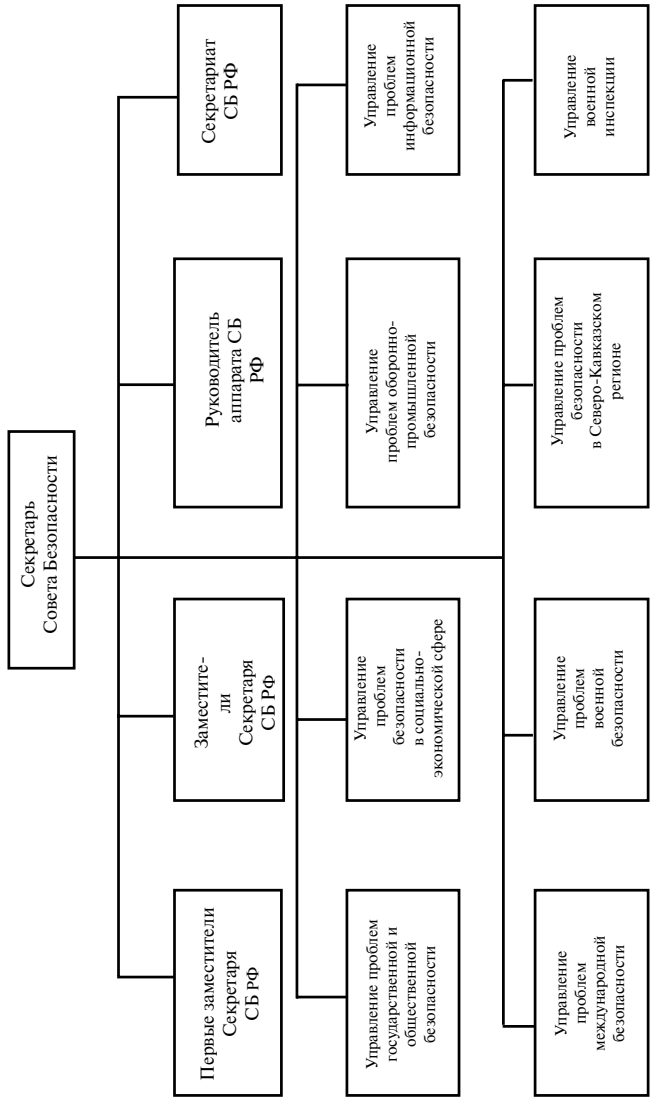 Секретарь
Совета Безопасности
Первые заместители
Секретаря
СБ РФ
Заместите-
ли
Секретаря
СБ РФ
Руководитель
аппарата СБ
РФ
Секретариат
СБ РФ
Управление проблем
государственной и
общественной
безопасности
Управление
проблем
безопасности
в социально-
экономической сфере
Управление
проблем оборонно-
промышленной
безопасности
Управление
проблем
информационной
безопасности
Управление
проблем
международной
безопасности
Управление
проблем
военной
безопасности
Управление проблем
безопасности
в Северо-Кавказском
регионе
Управление
военной
инспекции